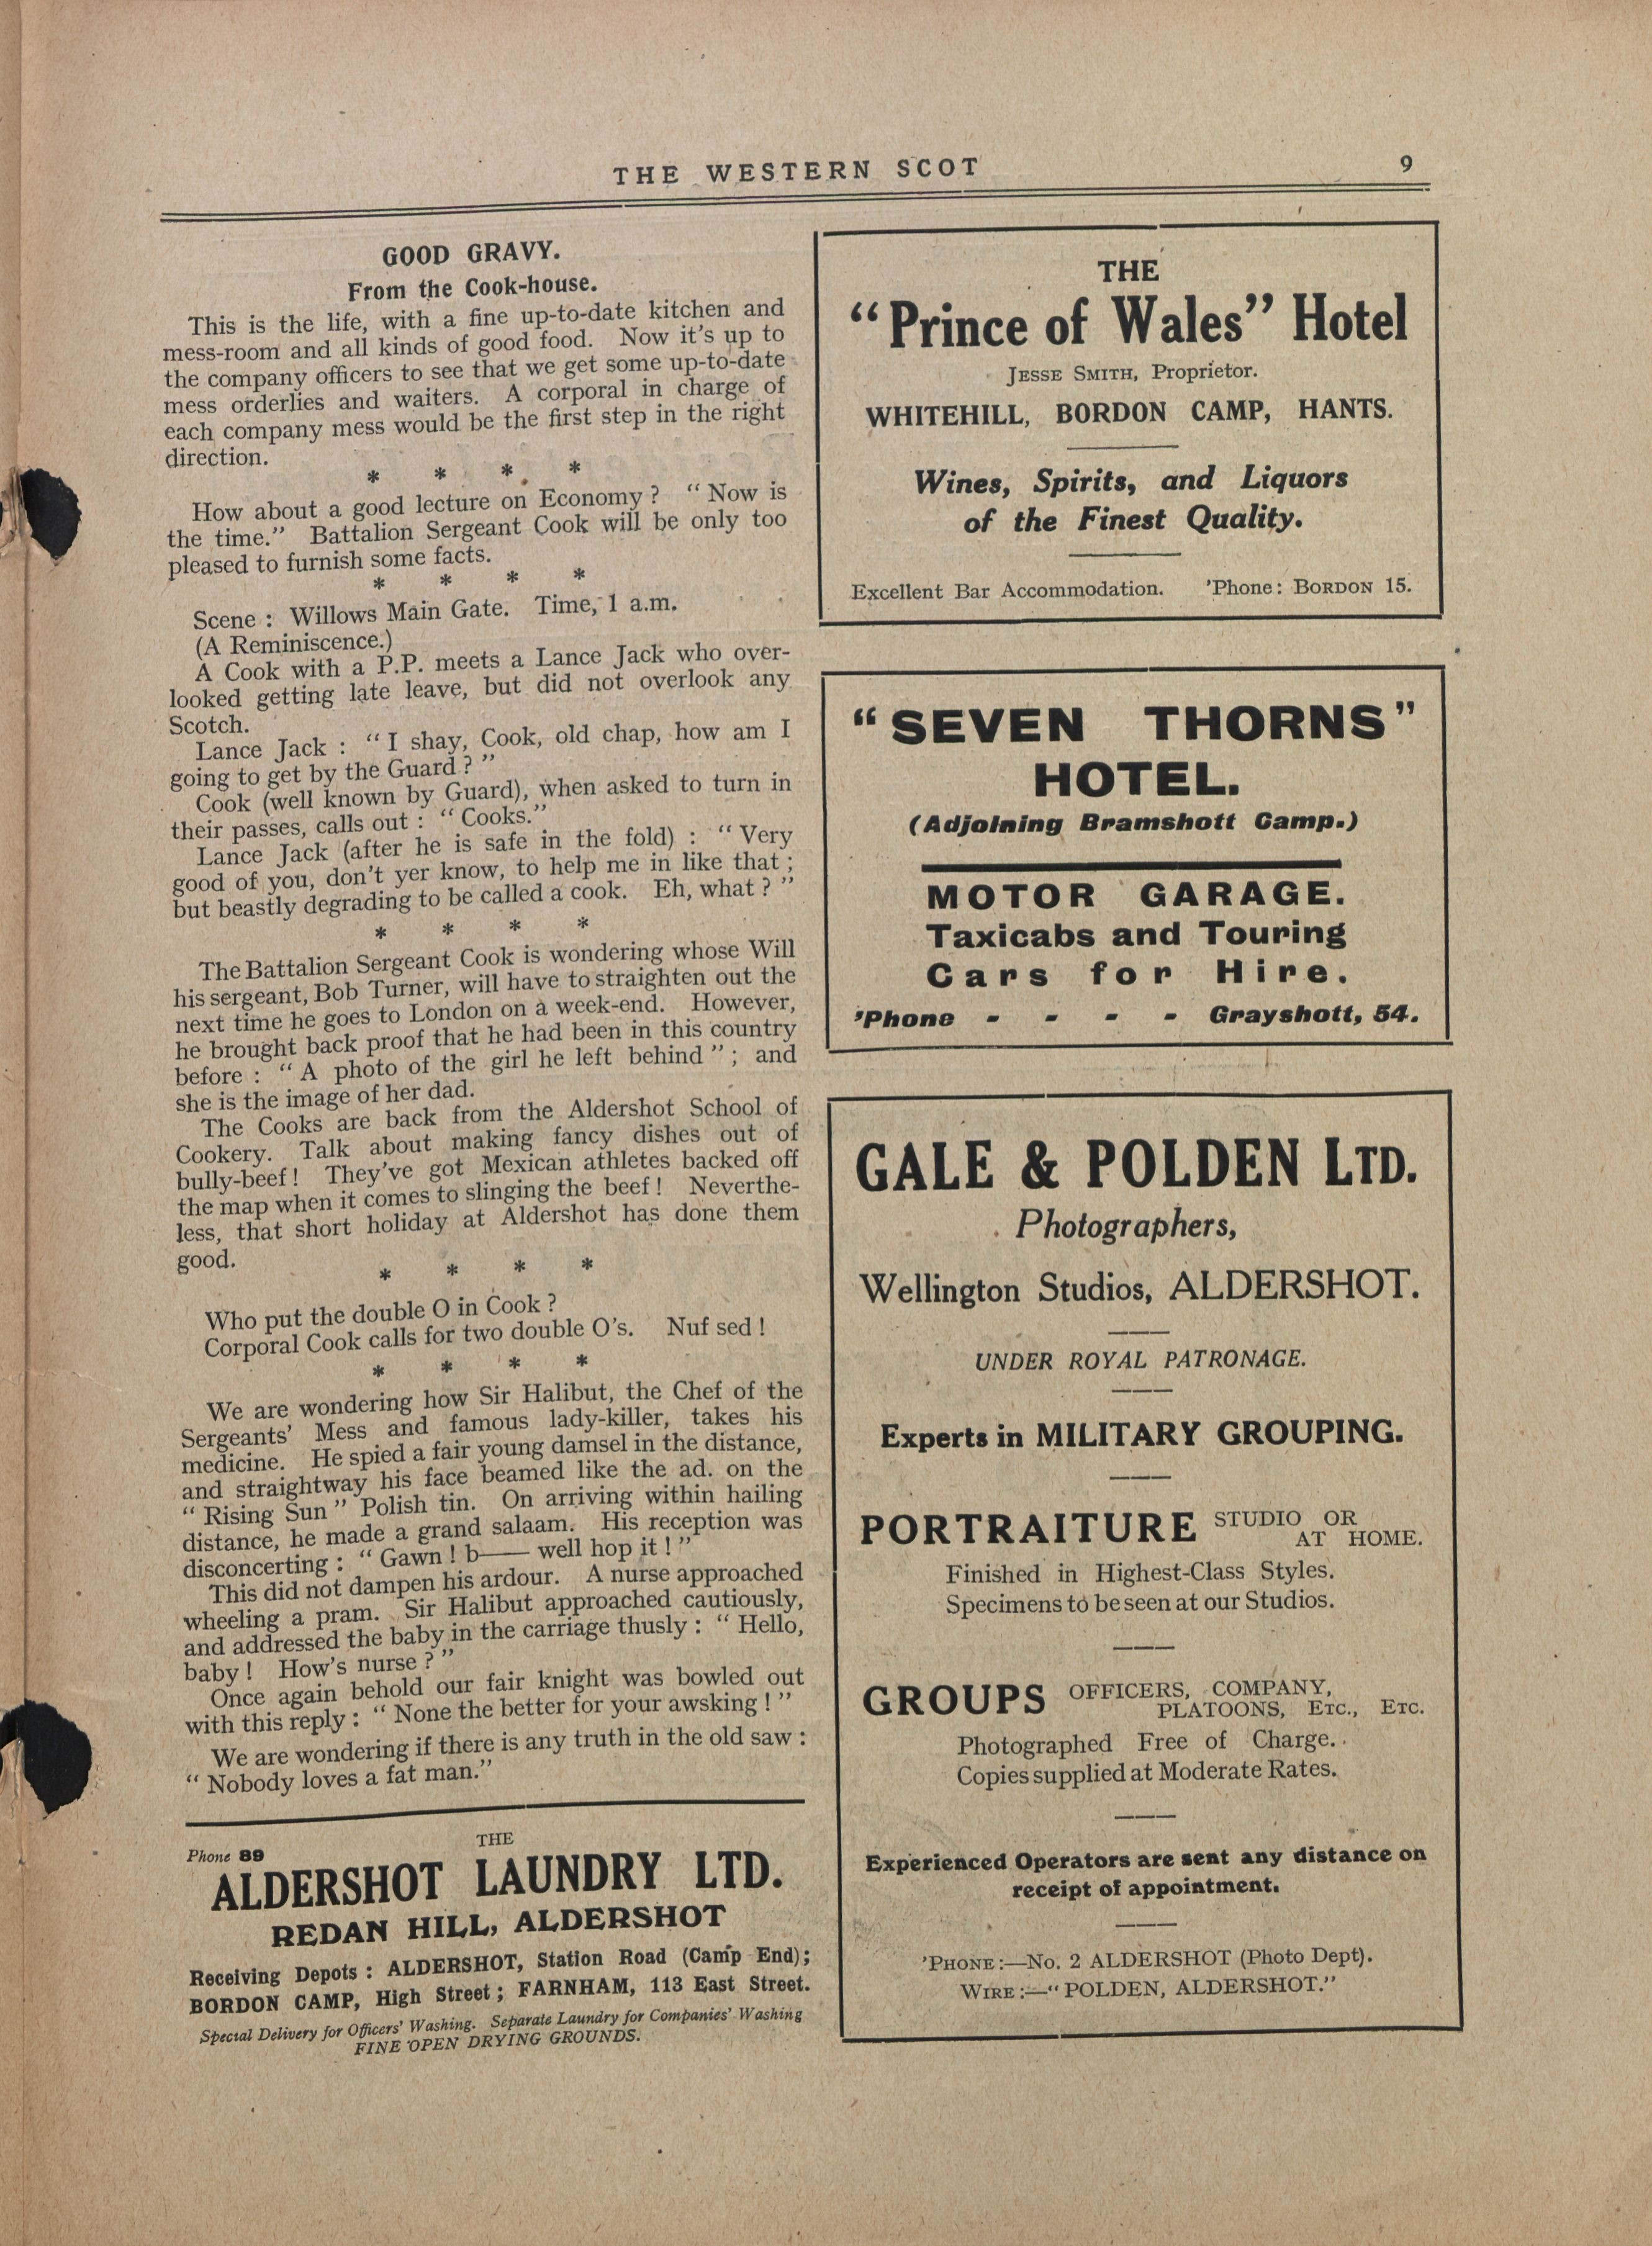 THE WESTERN SCOT
9
GOOD GRAVY.
From the Cook-house.
This is the life, with a fine up-to-date kitchen and
mess-room and all kinds of good food. Now it's up to
the company officers to see that we get some up-to-date
mess orderlies and waiters. A corporal in charge of
each company mess would be the first step in the right
direction.
* * * *
How about a good lecture on Economy? "Now is
the time." Battalion Sergeant Cook will be only too
pleased to furnish some facts.
* * * *
Scene: Willows Main Gate. Time, 1 a.m.
(A Reminiscence.)
A Cook with a P.P. meets a Lance Jack who over-
looked getting late leave, but did not overlook any
Scotch.
Lance Jack: "I shay, Cook, old chap, how am I
going to get by the Guard?"
Cook (well known by Guard), when asked to turn in
their passes, calls out: "Cooks."
Lance Jack (after he is safe in the fold): "Very
good of you, don't yer know, to help me in like that;
but beastly degrading to be called a cook. Eh, what?"
* * * *
The Battalion Sergeant Cook is wondering whose Will
his sergeant, Bob Turner, will have to straighten out the
next time he goes to London on a week-end. However,
he brought back proof that he had been in this country
before: "A photo of the girl he left behind"; and
she is the image of her dad.
The Cooks are back from the Aldershot School of
Cookery. Talk about making fancy dishes out of
bully-beef! They've got Mexican athletes backed off
the map when it comes to slinging the beef! Neverthe-
less, that short holiday at Aldershot has done them
good.
* * * *
Who put the double O in Cook?
Corporal Cook calls for two double O's. Nuf sed!
* * * *
We are wondering how Sir Halibut, the Chef of the
Sergeants' Mess and famous lady-killer, takes his
medicine. He spied a fair young damsel in the distance,
and straightway his face beamed like the ad. on the
"Rising Sun" Polish tin. On arriving within hailing
distance, he made a grand salaam. His reception was
disconcerting: "Gawn! b—— well hop it!"
This did not dampen his ardour. A nurse approached
wheeling a pram. Sir Halibut approached cautiously,
and addressed the baby in the carriage thusly: "Hello,
baby! How's nurse?"
Once again behold our fair knight was bowled out
with this reply: "None the better for your awsking!"
We are wondering if there is any truth in the old saw:
"Nobody loves a fat man."
THE
Phone 89
ALDERSHOT LAUNDRY LTD.
REDAN HILL, ALDERSHOT
Receiving Depots: ALDERSHOT, Station Road (Camp End);
BORDON CAMP, High Street; FARNHAM, 113 East Street.
Special Delivery for Officers' Washing. Separate Laundry for Companies' Washing
FINE OPEN DRYING GROUNDS.
THE
"Prince of Wales" Hotel
JESSE SMITH, Proprietor.
WHITEHILL, BORDON CAMP, HANTS.
Wines, Spirits, and Liquors
of the Finest Quality.
Excellent Bar Accommodation. 'Phone: BORDON 15.
"SEVEN THORNS"
HOTEL.
(Adjoining Bramshott Camp.)
MOTOR GARAGE.
Taxicabs and Touring
Cars for Hire.
'Phone - - - - Grayshott, 54.
GALE & POLDEN LTD.
Photographers,
Wellington Studios, ALDERSHOT.
UNDER ROYAL PATRONAGE.
Experts in MILITARY GROUPING.
PORTRAITURE STUDIO OR
AT HOME.
Finished in Highest-Class Styles.
Specimens to be seen at our Studios.
GROUPS OFFICERS, COMPANY,
PLATOONS, ETC., ETC.
Photographed Free of Charge.
Copies supplied at Moderate Rates.
Experienced Operators are sent any distance on
receipt of appointment.
'PHONE:—No. 2 ALDERSHOT (Photo Dept).
WIRE:—"POLDEN, ALDERSHOT."